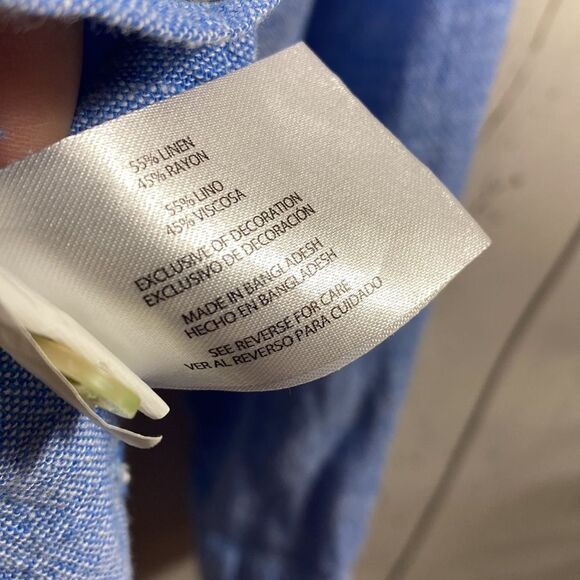 55% LINEN
45% RAYON
55% LINO
45% VISCOSA
EXCLUSIVE OF DECORATION
EXCLUSIVO DE DECORACIÓN
MADE IN BANGLADESH
HECHO EN BANGLADESH
SEE REVERSE FOR CARE
VER AL REVERSO PARA CUIDADO